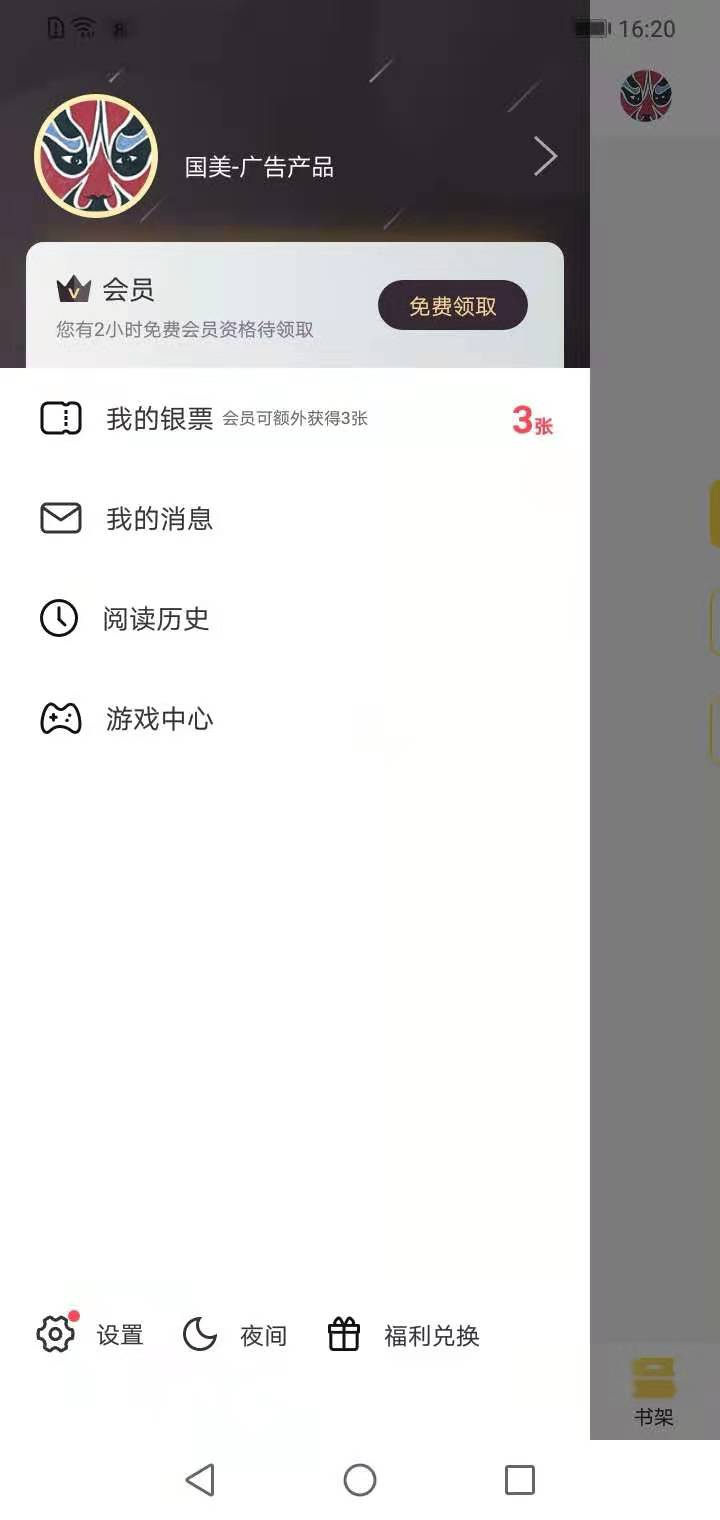 16:20
国美-广告产品
会员
免费领取
您有2小时免费会员资格待领取
我的银票 会员可额外获得3张 3张
我的消息
阅读历史
游戏中心
设置 夜间 福利兑换
书架